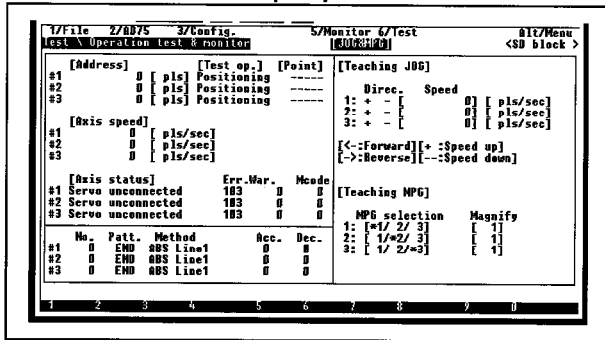 1/File 2/AD75 3/Config. 5/Monitor 6/Test Alt/Menu
Test \ Operation test & monitor [JOG&MPG] <SD block >
[Address] [Test op.] [Point]
#1 0 [ pls] Positioning -----
#2 0 [ pls] Positioning -----
#3 0 [ pls] Positioning -----
[Axis speed]
#1 0 [ pls/sec]
#2 0 [ pls/sec]
#3 0 [ pls/sec]
[Axis status] Err.War. Mcode
#1 Servo unconnected 103 0 0
#2 Servo unconnected 103 0 0
#3 Servo unconnected 103 0 0
No. Patt. Method Acc. Dec.
#1 0 END ABS Line1 0 0
#2 0 END ABS Line1 0 0
#3 0 END ABS Line1 0 0
[Teaching JOG]
Direc. Speed
1: + - [ 0] [ pls/sec]
2: + - [ 0] [ pls/sec]
3: + - [ 0] [ pls/sec]
[<-:Forward][+ :Speed up]
[->:Reverse][--:Speed down]
[Teaching MPG]
MPG selection Magnify
1: [*1/ 2/ 3] [ 1]
2: [ 1/*2/ 3] [ 1]
3: [ 1/ 2/*3] [ 1]
1 2 3 4 5 6 7 8 9 0